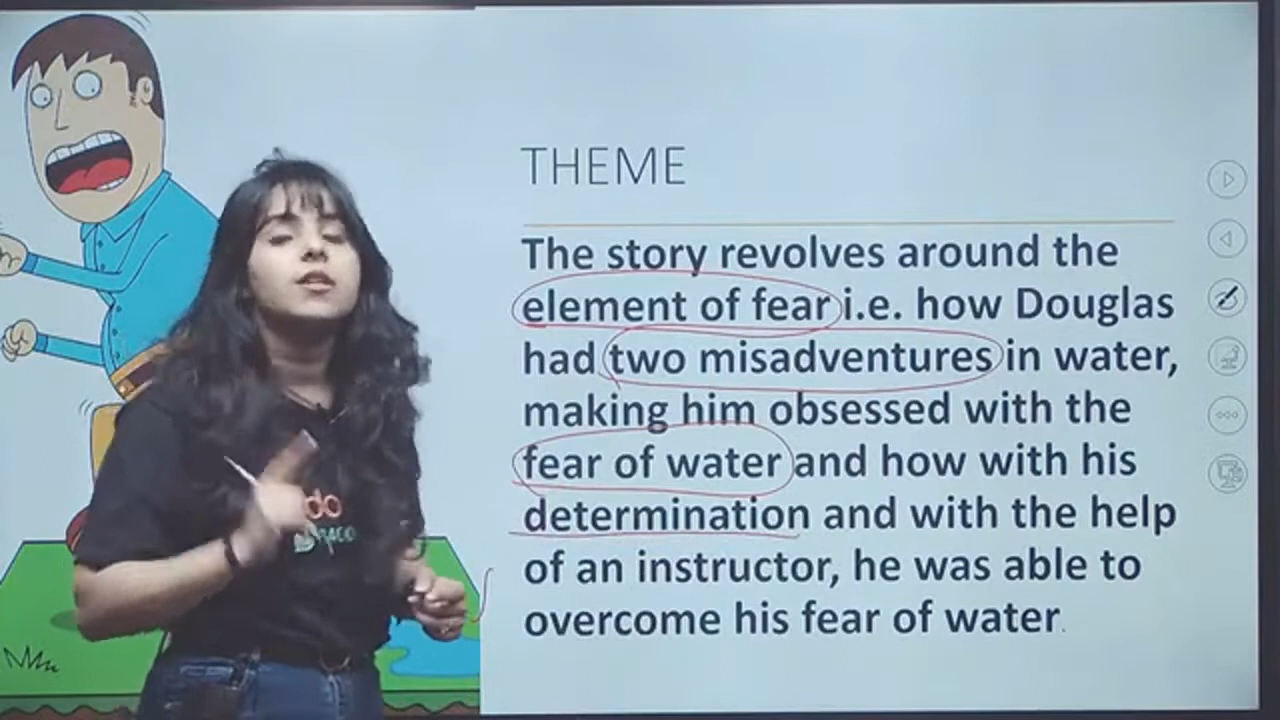 THEME
The story revolves around the
element of fear i.e. how Douglas
had two misadventures in water,
making him obsessed with the
fear of water and how with his
determination and with the help
of an instructor, he was able to
overcome his fear of water.